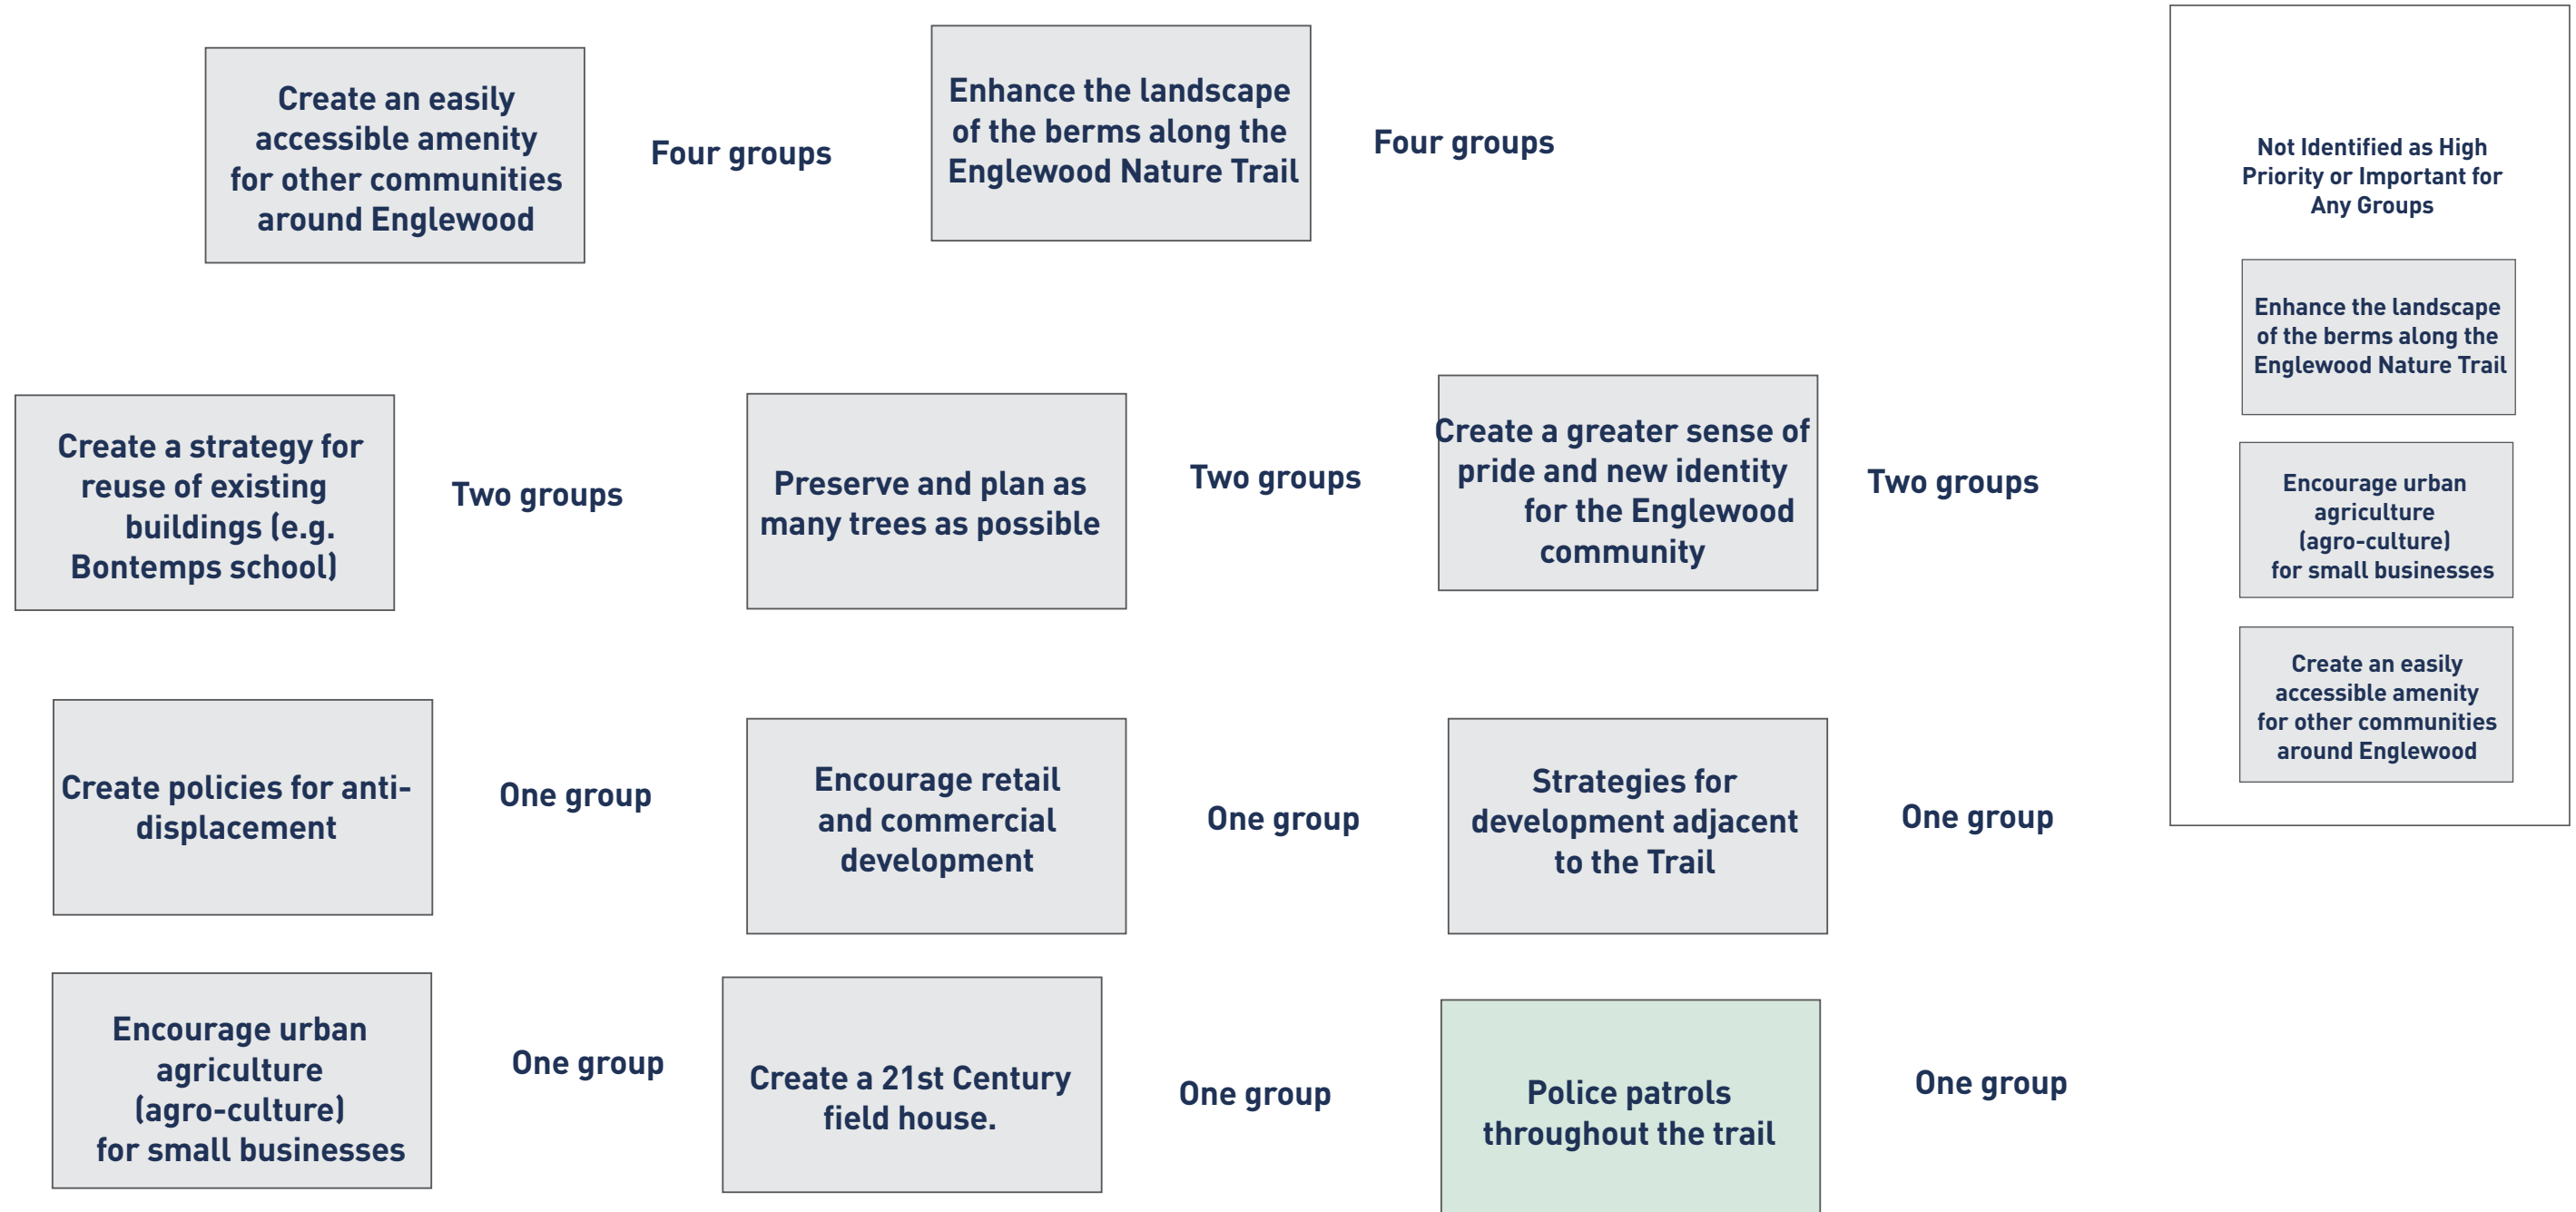 Create an easily
accessible amenity
for other communities
around Englewood
Four groups
Enhance the landscape
of the berms along the
Englewood Nature Trail
Four groups
Create a strategy for
reuse of existing
buildings (e.g.
Bontemps school)
Two groups
Preserve and plan as
many trees as possible
Two groups
Create a greater sense of
pride and new identity
for the Englewood
community
Two groups
Create policies for anti-
displacement
One group
Encourage retail
and commercial
development
One group
Strategies for
development adjacent
to the Trail
One group
Encourage urban
agriculture
(agro-culture)
for small businesses
One group
Create a 21st Century
field house.
One group
Police patrols
throughout the trail
One group
Not Identified as High
Priority or Important for
Any Groups
Enhance the landscape
of the berms along the
Englewood Nature Trail
Encourage urban
agriculture
(agro-culture)
for small businesses
Create an easily
accessible amenity
for other communities
around Englewood